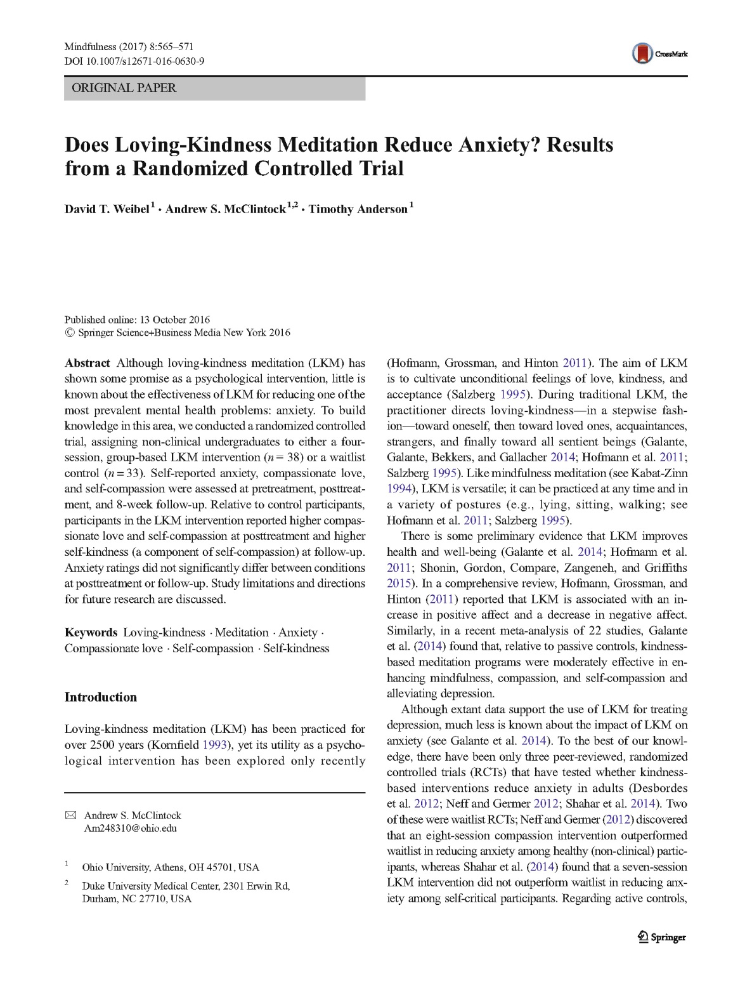 Mindfulness (2017) 8:565–571
DOI 10.1007/s12671-016-0630-9
CrossMark
ORIGINAL PAPER
Does Loving-Kindness Meditation Reduce Anxiety? Results
from a Randomized Controlled Trial
David T. Weibel1 · Andrew S. McClintock1,2 · Timothy Anderson1
Published online: 13 October 2016
© Springer Science+Business Media New York 2016
Abstract Although loving-kindness meditation (LKM) has
shown some promise as a psychological intervention, little is
known about the effectiveness of LKM for reducing one of the
most prevalent mental health problems: anxiety. To build
knowledge in this area, we conducted a randomized controlled
trial, assigning non-clinical undergraduates to either a four-
session, group-based LKM intervention (n = 38) or a waitlist
control (n = 33). Self-reported anxiety, compassionate love,
and self-compassion were assessed at pretreatment, posttreat-
ment, and 8-week follow-up. Relative to control participants,
participants in the LKM intervention reported higher compas-
sionate love and self-compassion at posttreatment and higher
self-kindness (a component of self-compassion) at follow-up.
Anxiety ratings did not significantly differ between conditions
at posttreatment or follow-up. Study limitations and directions
for future research are discussed.
Keywords Loving-kindness · Meditation · Anxiety ·
Compassionate love · Self-compassion · Self-kindness
Introduction
Loving-kindness meditation (LKM) has been practiced for
over 2500 years (Kornfield 1993), yet its utility as a psycho-
logical intervention has been explored only recently
Andrew S. McClintock
Am248310@ohio.edu
1 Ohio University, Athens, OH 45701, USA
2 Duke University Medical Center, 2301 Erwin Rd,
Durham, NC 27710, USA
(Hofmann, Grossman, and Hinton 2011). The aim of LKM
is to cultivate unconditional feelings of love, kindness, and
acceptance (Salzberg 1995). During traditional LKM, the
practitioner directs loving-kindness—in a stepwise fash-
ion—toward oneself, then toward loved ones, acquaintances,
strangers, and finally toward all sentient beings (Galante,
Galante, Bekkers, and Gallacher 2014; Hofmann et al. 2011;
Salzberg 1995). Like mindfulness meditation (see Kabat-Zinn
1994), LKM is versatile; it can be practiced at any time and in
a variety of postures (e.g., lying, sitting, walking; see
Hofmann et al. 2011; Salzberg 1995).
There is some preliminary evidence that LKM improves
health and well-being (Galante et al. 2014; Hofmann et al.
2011; Shonin, Gordon, Compare, Zangeneh, and Griffiths
2015). In a comprehensive review, Hofmann, Grossman, and
Hinton (2011) reported that LKM is associated with an in-
crease in positive affect and a decrease in negative affect.
Similarly, in a recent meta-analysis of 22 studies, Galante
et al. (2014) found that, relative to passive controls, kindness-
based meditation programs were moderately effective in en-
hancing mindfulness, compassion, and self-compassion and
alleviating depression.
Although extant data support the use of LKM for treating
depression, much less is known about the impact of LKM on
anxiety (see Galante et al. 2014). To the best of our knowl-
edge, there have been only three peer-reviewed, randomized
controlled trials (RCTs) that have tested whether kindness-
based interventions reduce anxiety in adults (Desbordes
et al. 2012; Neff and Germer 2012; Shahar et al. 2014). Two
of these were waitlist RCTs; Neff and Germer (2012) discovered
that an eight-session compassion intervention outperformed
waitlist in reducing anxiety among healthy (non-clinical) partic-
ipants, whereas Shahar et al. (2014) found that a seven-session
LKM intervention did not outperform waitlist in reducing anx-
iety among self-critical participants. Regarding active controls,
Springer